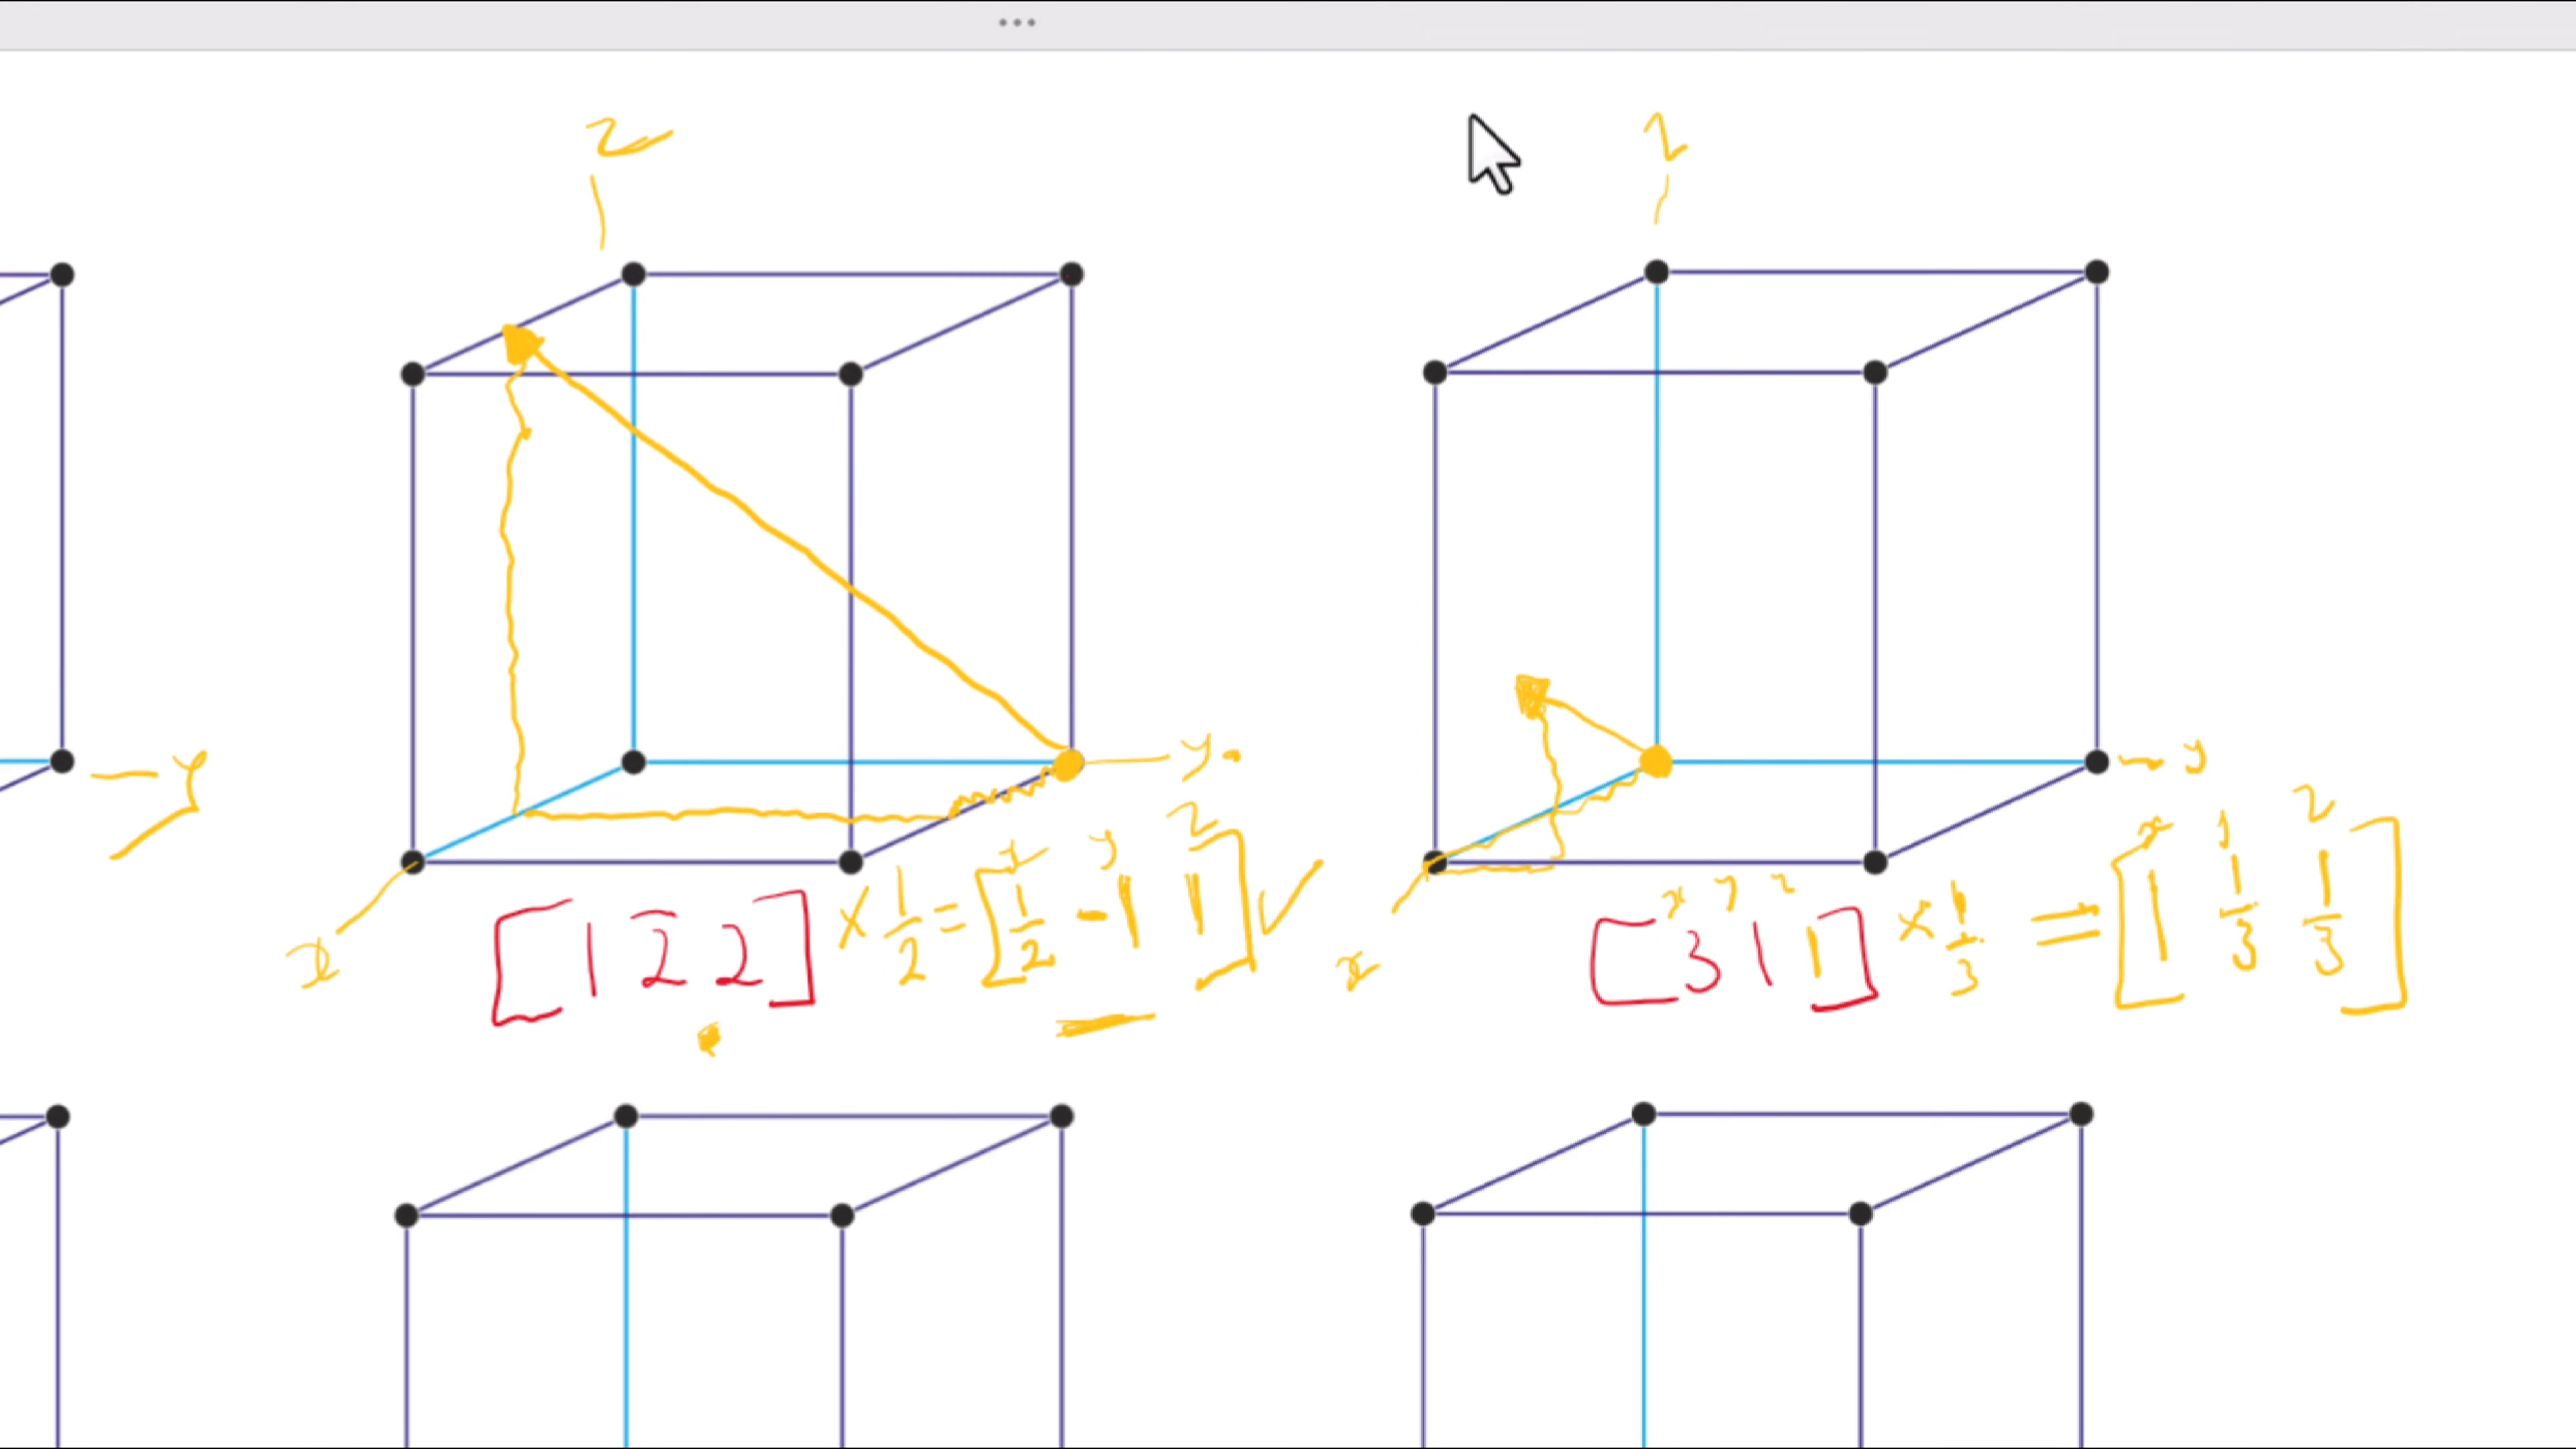 z
z
Y
y
y
x
[1 2̄ 2] × 1/2 = [1/2 -1 1] ✓
x y z
x
[3 1 1] × 1/3 = [1 1/3 1/3]
x y z
x y z